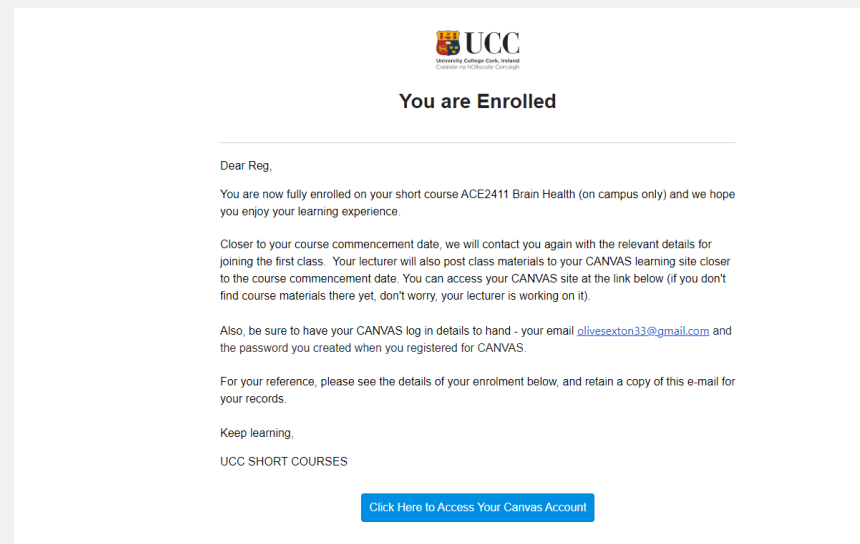 UCC
University College Cork, Ireland
Coláiste na hOllscoile Corcaigh
You are Enrolled
Dear Reg,
You are now fully enrolled on your short course ACE2411 Brain Health (on campus only) and we hope
you enjoy your learning experience.
Closer to your course commencement date, we will contact you again with the relevant details for
joining the first class.  Your lecturer will also post class materials to your CANVAS learning site closer
to the course commencement date. You can access your CANVAS site at the link below (if you don't
find course materials there yet, don't worry, your lecturer is working on it).
Also, be sure to have your CANVAS log in details to hand - your email olivesexton33@gmail.com and
the password you created when you registered for CANVAS.
For your reference, please see the details of your enrolment below, and retain a copy of this e-mail for
your records.
Keep learning,
UCC SHORT COURSES
Click Here to Access Your Canvas Account